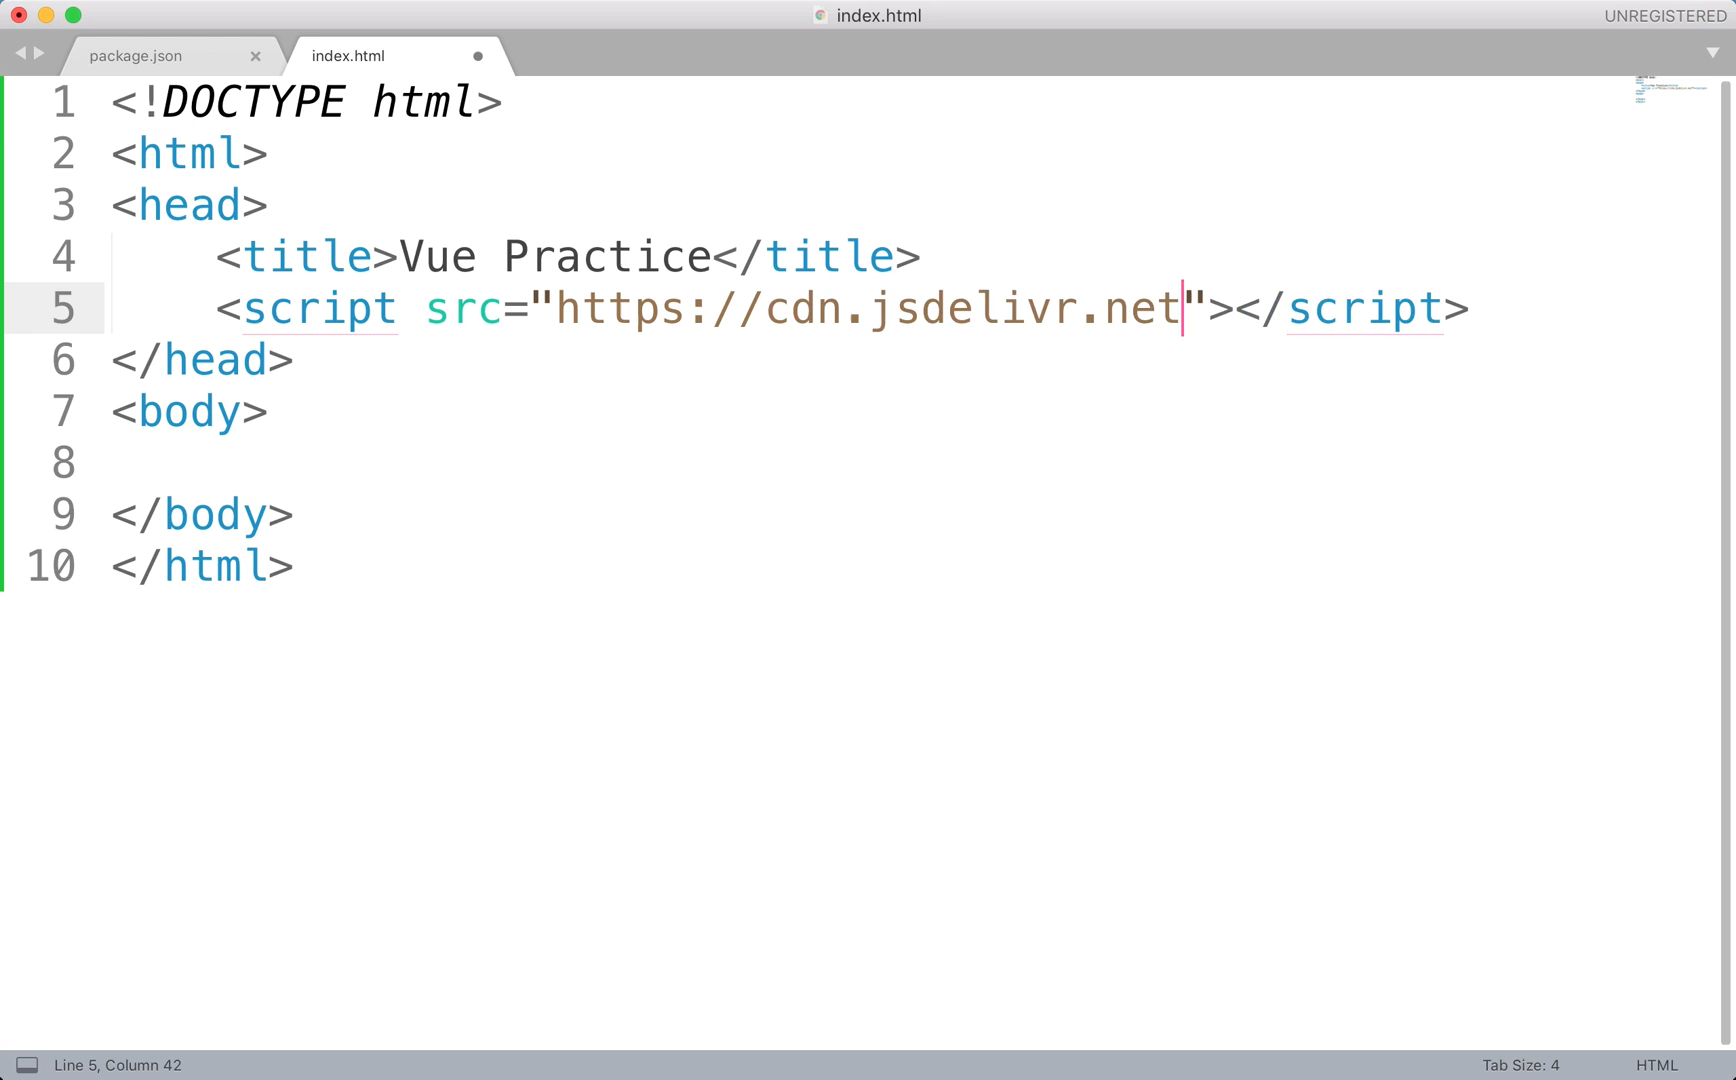 index.html
UNREGISTERED
package.json
index.html
1 <!DOCTYPE html>
2 <html>
3 <head>
4     <title>Vue Practice</title>
5     <script src="https://cdn.jsdelivr.net"></script>
6 </head>
7 <body>
8
9 </body>
10 </html>
Line 5, Column 42
Tab Size: 4
HTML